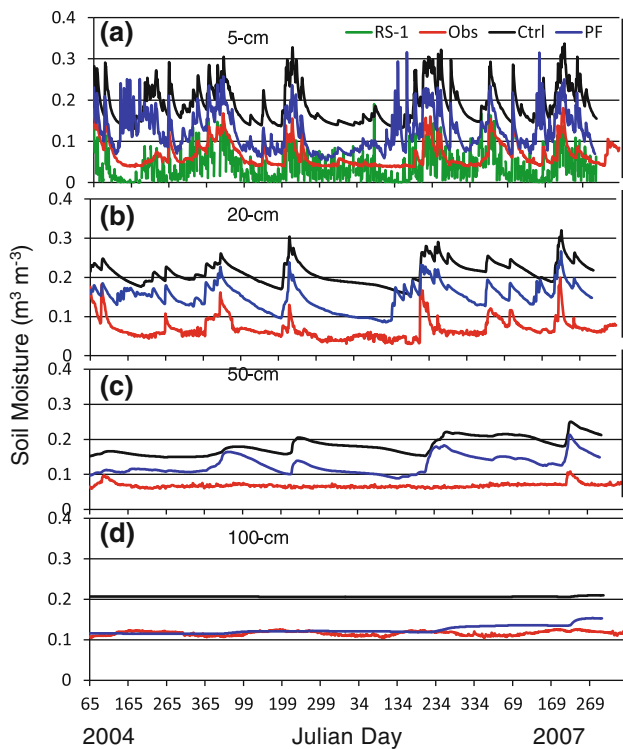 (a) 5-cm RS-1 Obs Ctrl PF
0.4
0.3
0.2
0.1
0
(b) 20-cm
0.4
0.3
0.2
0.1
0
(c) 50-cm
0.4
0.3
0.2
0.1
0
(d) 100-cm
0.4
0.3
0.2
0.1
0
Soil Moisture (m³ m⁻³)
65 165 265 365 99 199 299 34 134 234 334 69 169 269
2004 Julian Day 2007